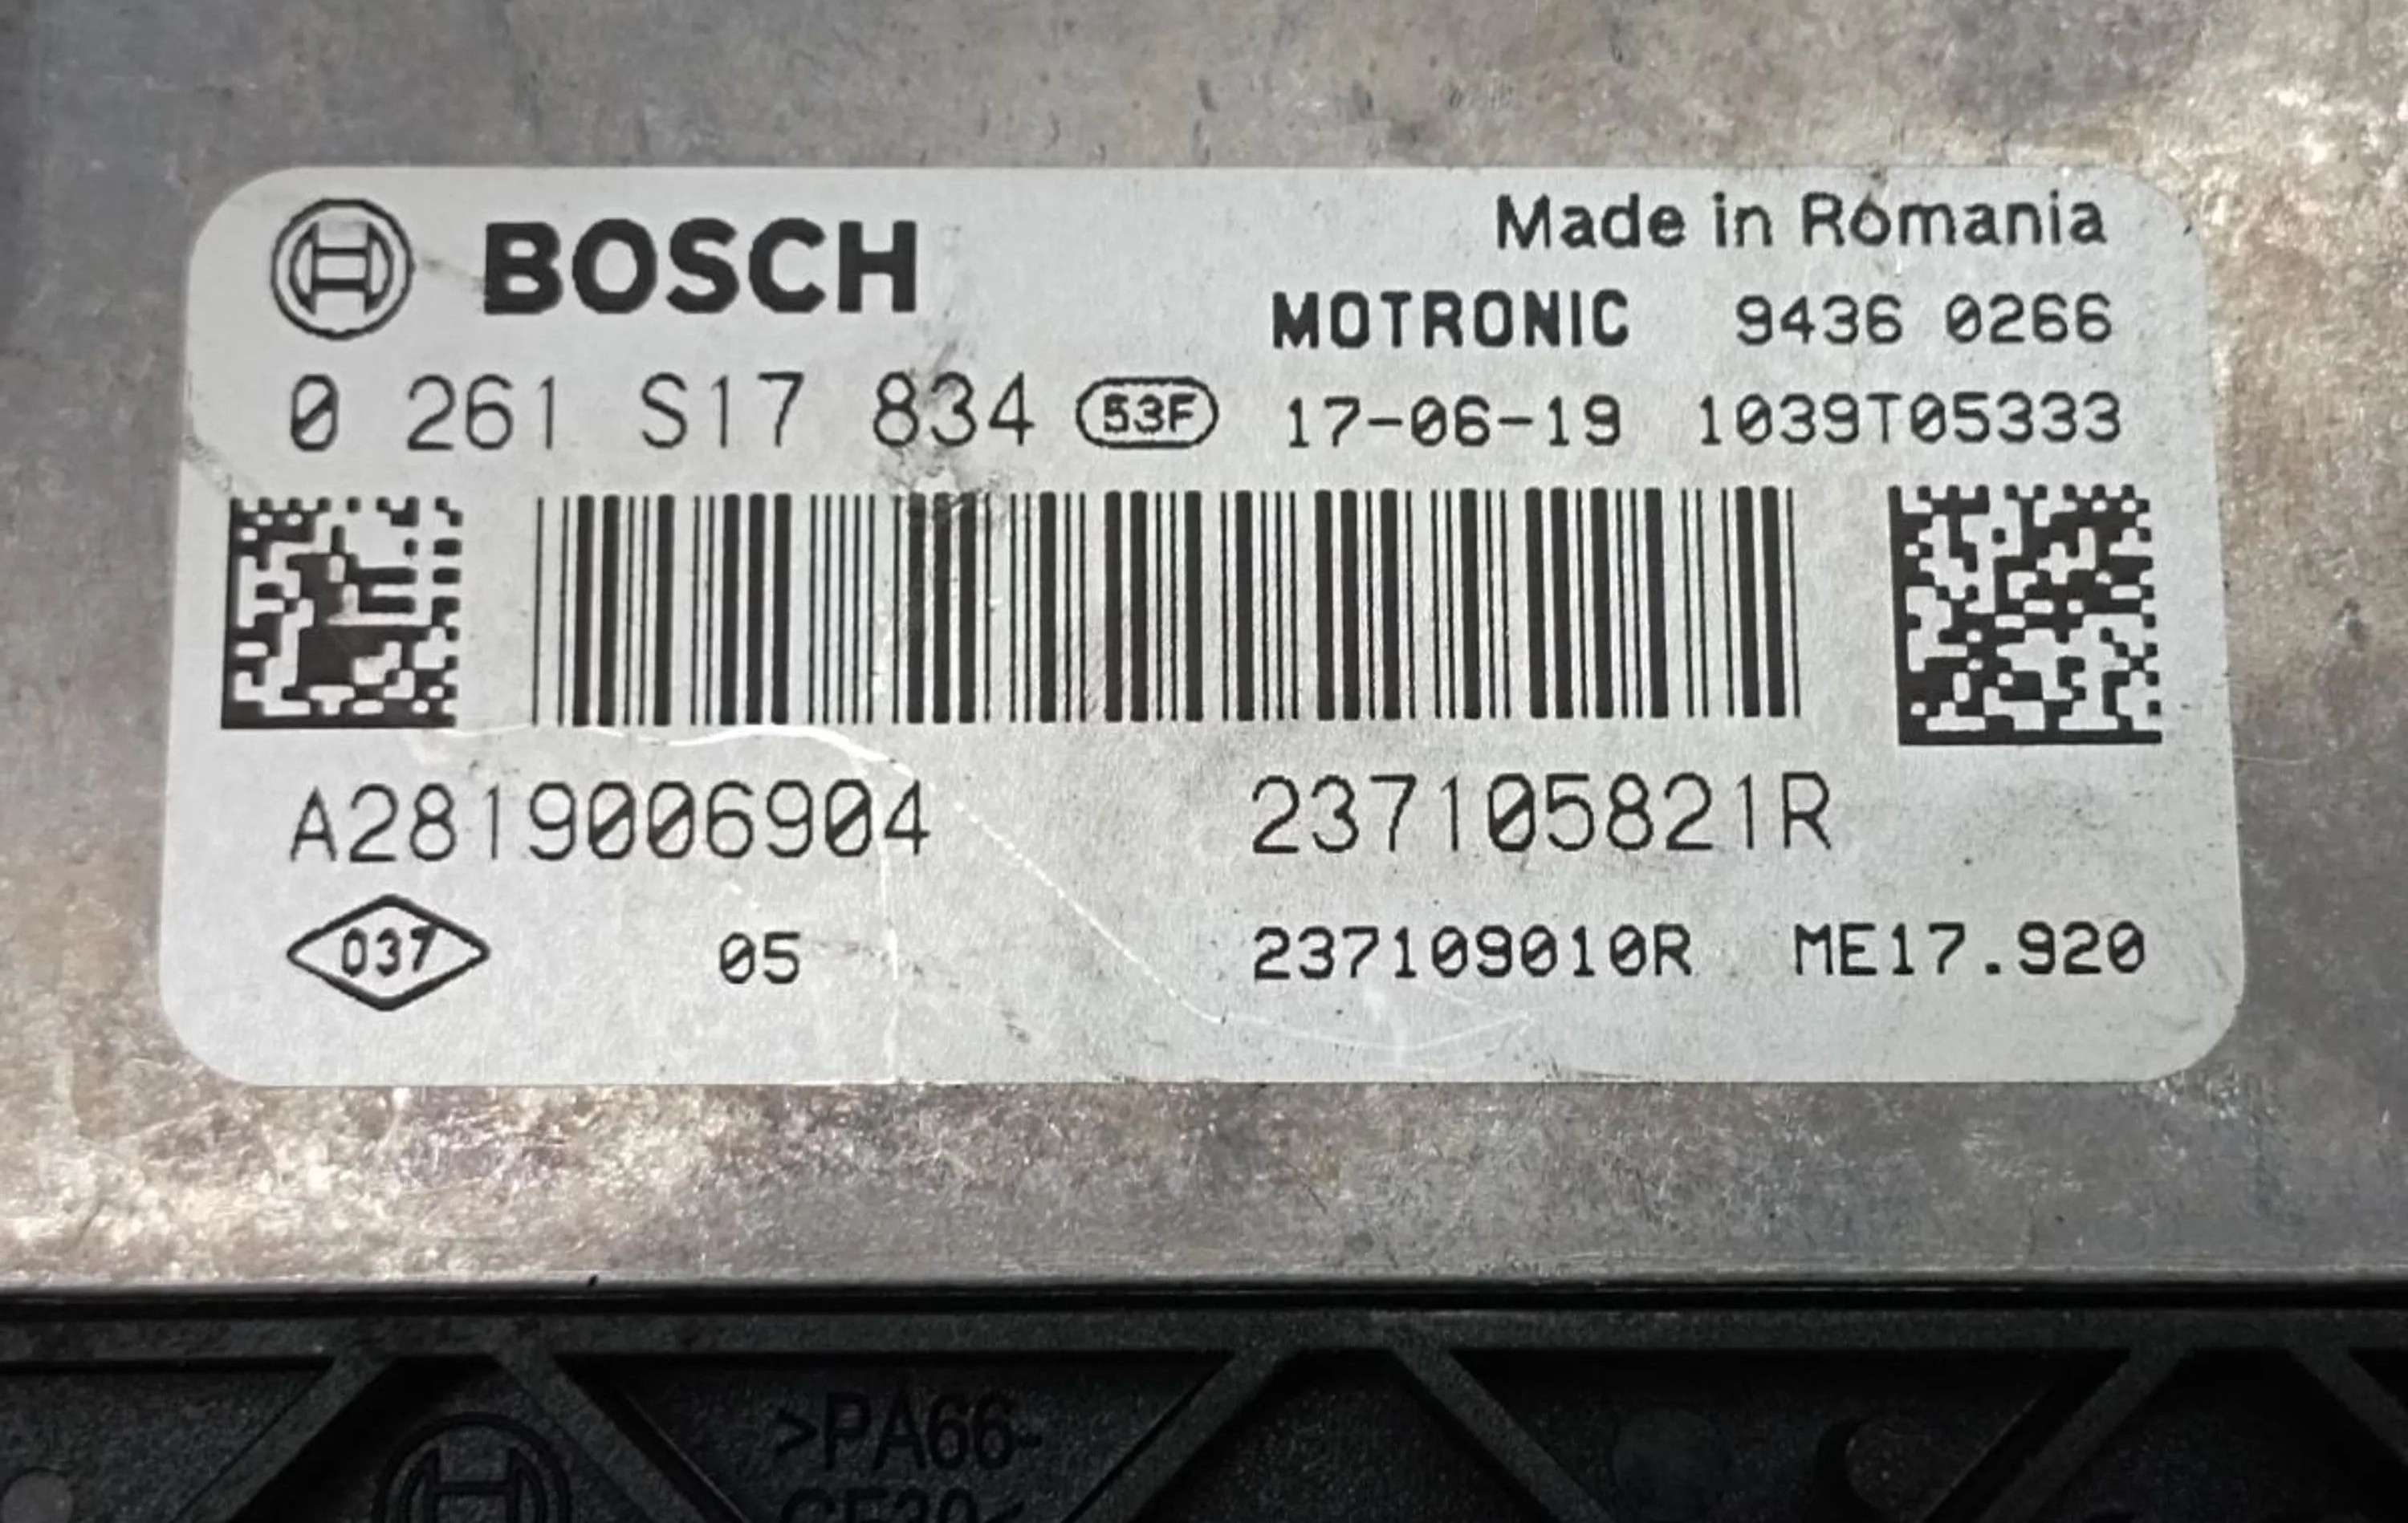 BOSCH
Made in Romania
MOTRONIC 9436 0266
0 261 S17 834 53F 17-06-19 1039T05333
A2819006904 237105821R
037 05 237109010R ME17.920
>PA66-
GF30<